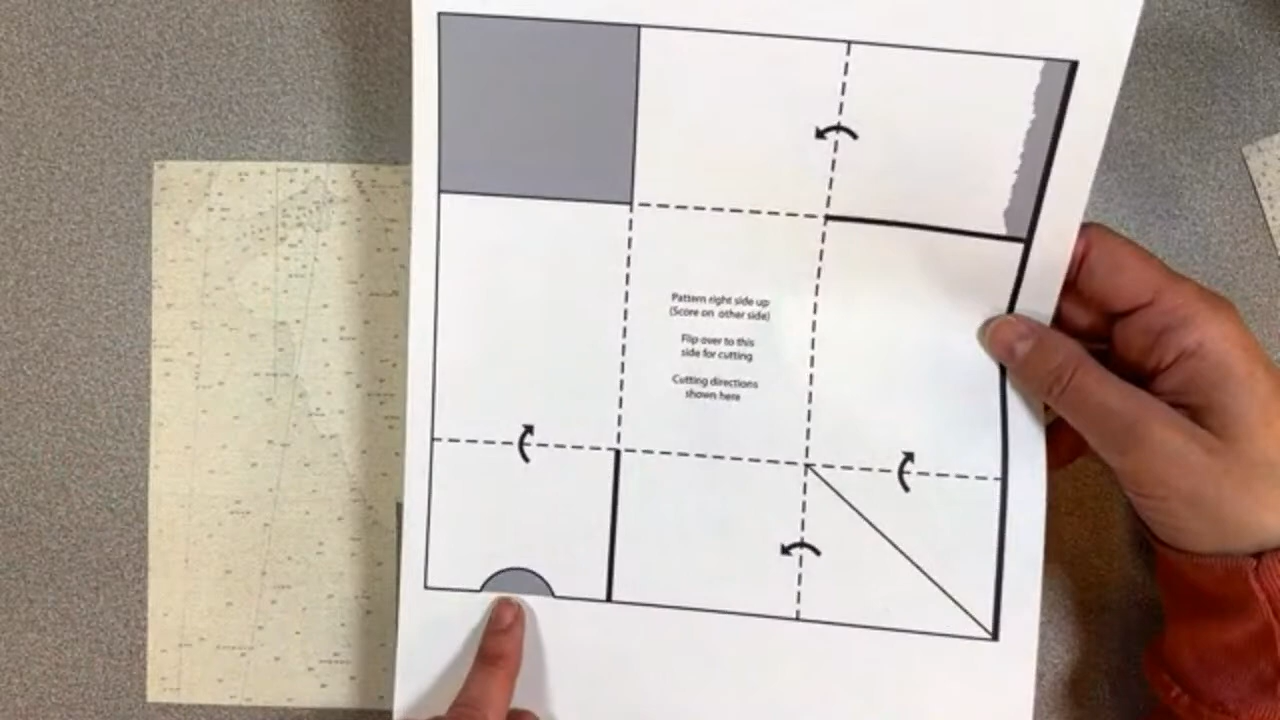 Pattern right side up
(Score on other side)
Flip over to this
side for cutting
Cutting directions
shown here